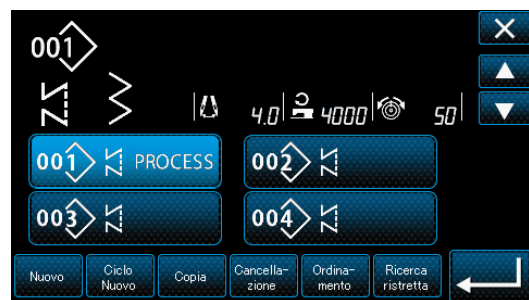 001
4.0 4000 50
001 PROCESS 002
003 004
Nuovo Ciclo Nuovo Copia Cancella-zione Ordina-mento Ricerca ristretta